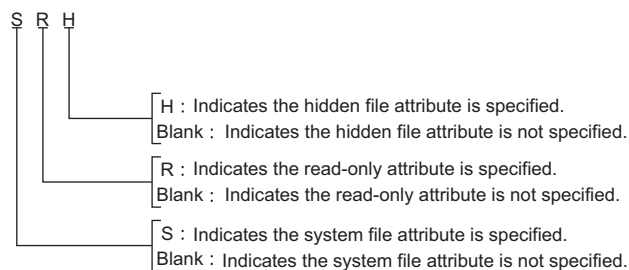 S R H
H : Indicates the hidden file attribute is specified.
Blank : Indicates the hidden file attribute is not specified.
R : Indicates the read-only attribute is specified.
Blank : Indicates the read-only attribute is not specified.
S : Indicates the system file attribute is specified.
Blank : Indicates the system file attribute is not specified.